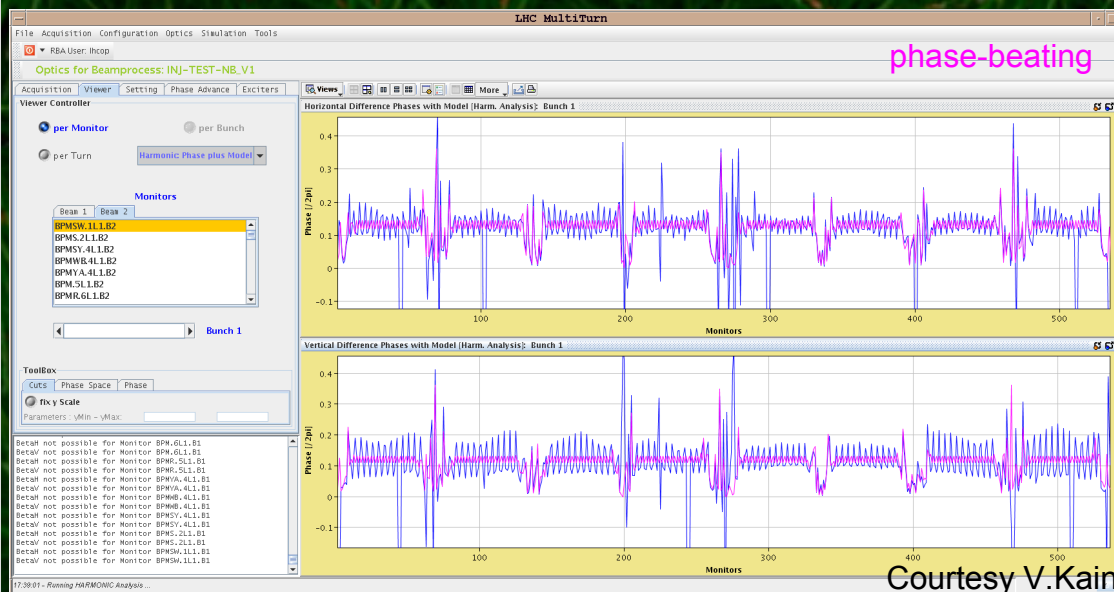 LHC MultiTurn
File Acquisition Configuration Optics Simulation Tools
RBA User: lhcop
phase-beating
Optics for Beamprocess: INJ-TEST-NB_V1
Acquisition Viewer Setting Phase Advance Exciters
Views More
Viewer Controller
Horizontal Difference Phases with Model [Harm. Analysis]: Bunch 1
per Monitor per Bunch
per Turn Harmonic: Phase plus Model
Monitors
Beam 1 Beam 2
BPMSW.1L1.B2
BPMS.2L1.B2
BPMSY.4L1.B2
BPMWB.4L1.B2
BPMYA.4L1.B2
BPM.5L1.B2
BPMR.6L1.B2
Bunch 1
Phase [/2pi]
0.4
0.3
0.2
0.1
0
-0.1
100 200 300 400 500
Monitors
Vertical Difference Phases with Model [Harm. Analysis]: Bunch 1
ToolBox
Cuts Phase Space Phase
fix y Scale
Parameters : yMin - yMax:
Phase [/2pi]
0.4
0.3
0.2
0.1
0
-0.1
100 200 300 400 500
Monitors
BetaH not possible for Monitor BPM.6L1.B1
BetaV not possible for Monitor BPM.6L1.B1
BetaH not possible for Monitor BPMR.5L1.B1
BetaV not possible for Monitor BPMR.5L1.B1
BetaH not possible for Monitor BPMYA.4L1.B1
BetaV not possible for Monitor BPMYA.4L1.B1
BetaH not possible for Monitor BPMWB.4L1.B1
BetaV not possible for Monitor BPMWB.4L1.B1
BetaH not possible for Monitor BPMSY.4L1.B1
BetaV not possible for Monitor BPMSY.4L1.B1
BetaH not possible for Monitor BPMS.2L1.B1
BetaV not possible for Monitor BPMS.2L1.B1
BetaH not possible for Monitor BPMSW.1L1.B1
BetaV not possible for Monitor BPMSW.1L1.B1
17:39:01 - Running HARMONIC Analysis ...
Courtesy V.Kain